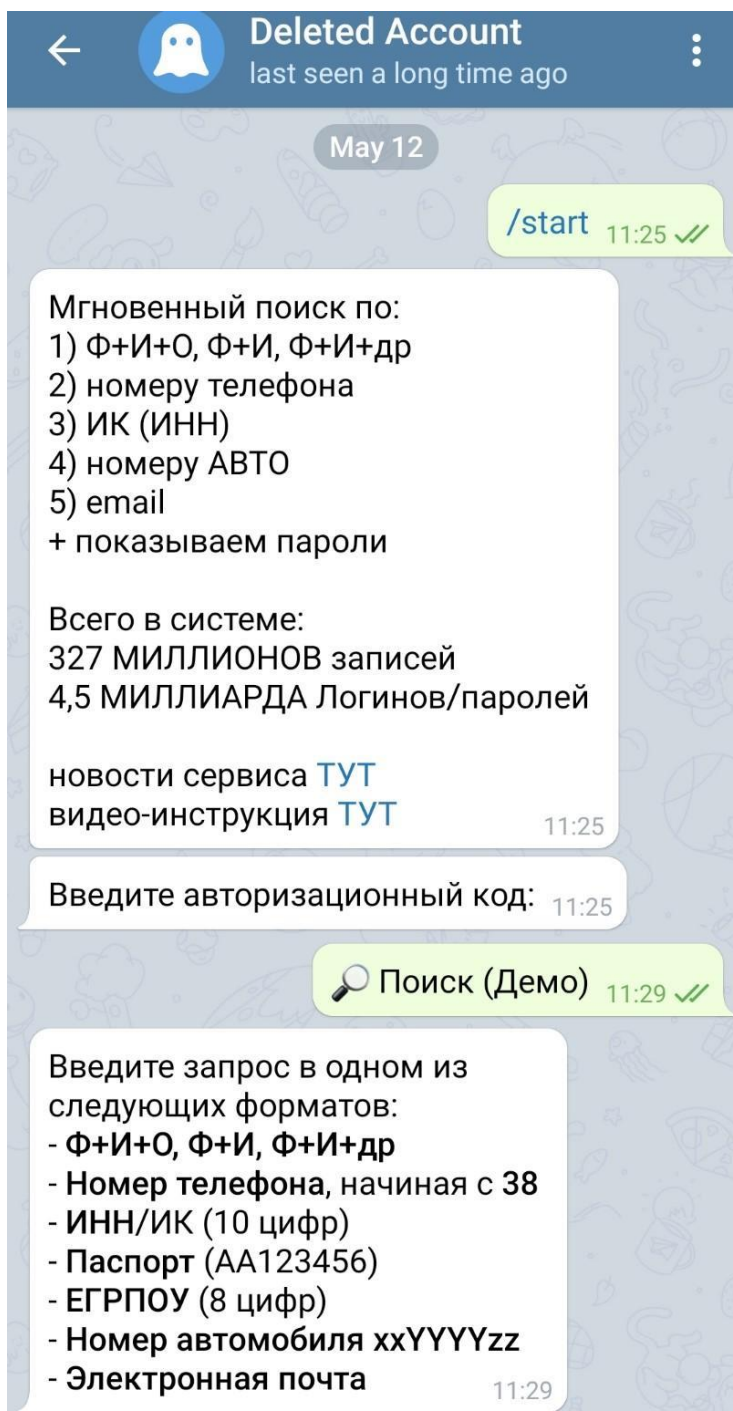 Deleted Account
last seen a long time ago
May 12
/start 11:25
Мгновенный поиск по:
1) Ф+И+О, Ф+И, Ф+И+др
2) номеру телефона
3) ИК (ИНН)
4) номеру АВТО
5) email
+ показываем пароли
Всего в системе:
327 МИЛЛИОНОВ записей
4,5 МИЛЛИАРДА Логинов/паролей
новости сервиса ТУТ
видео-инструкция ТУТ 11:25
Введите авторизационный код: 11:25
🔎 Поиск (Демо) 11:29
Введите запрос в одном из
следующих форматов:
- Ф+И+О, Ф+И, Ф+И+др
- Номер телефона, начиная с 38
- ИНН/ИК (10 цифр)
- Паспорт (АА123456)
- ЕГРПОУ (8 цифр)
- Номер автомобиля xxYYYYzz
- Электронная почта 11:29